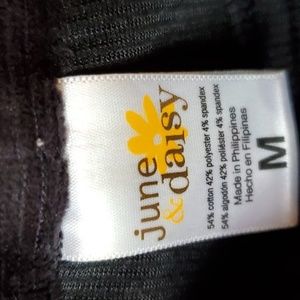 june
& daisy
54% cotton 42% polyester 4% spandex
54% algodón 42% poliéster 4% spandex
Made in Philippines
Hecho en Filipinas
M